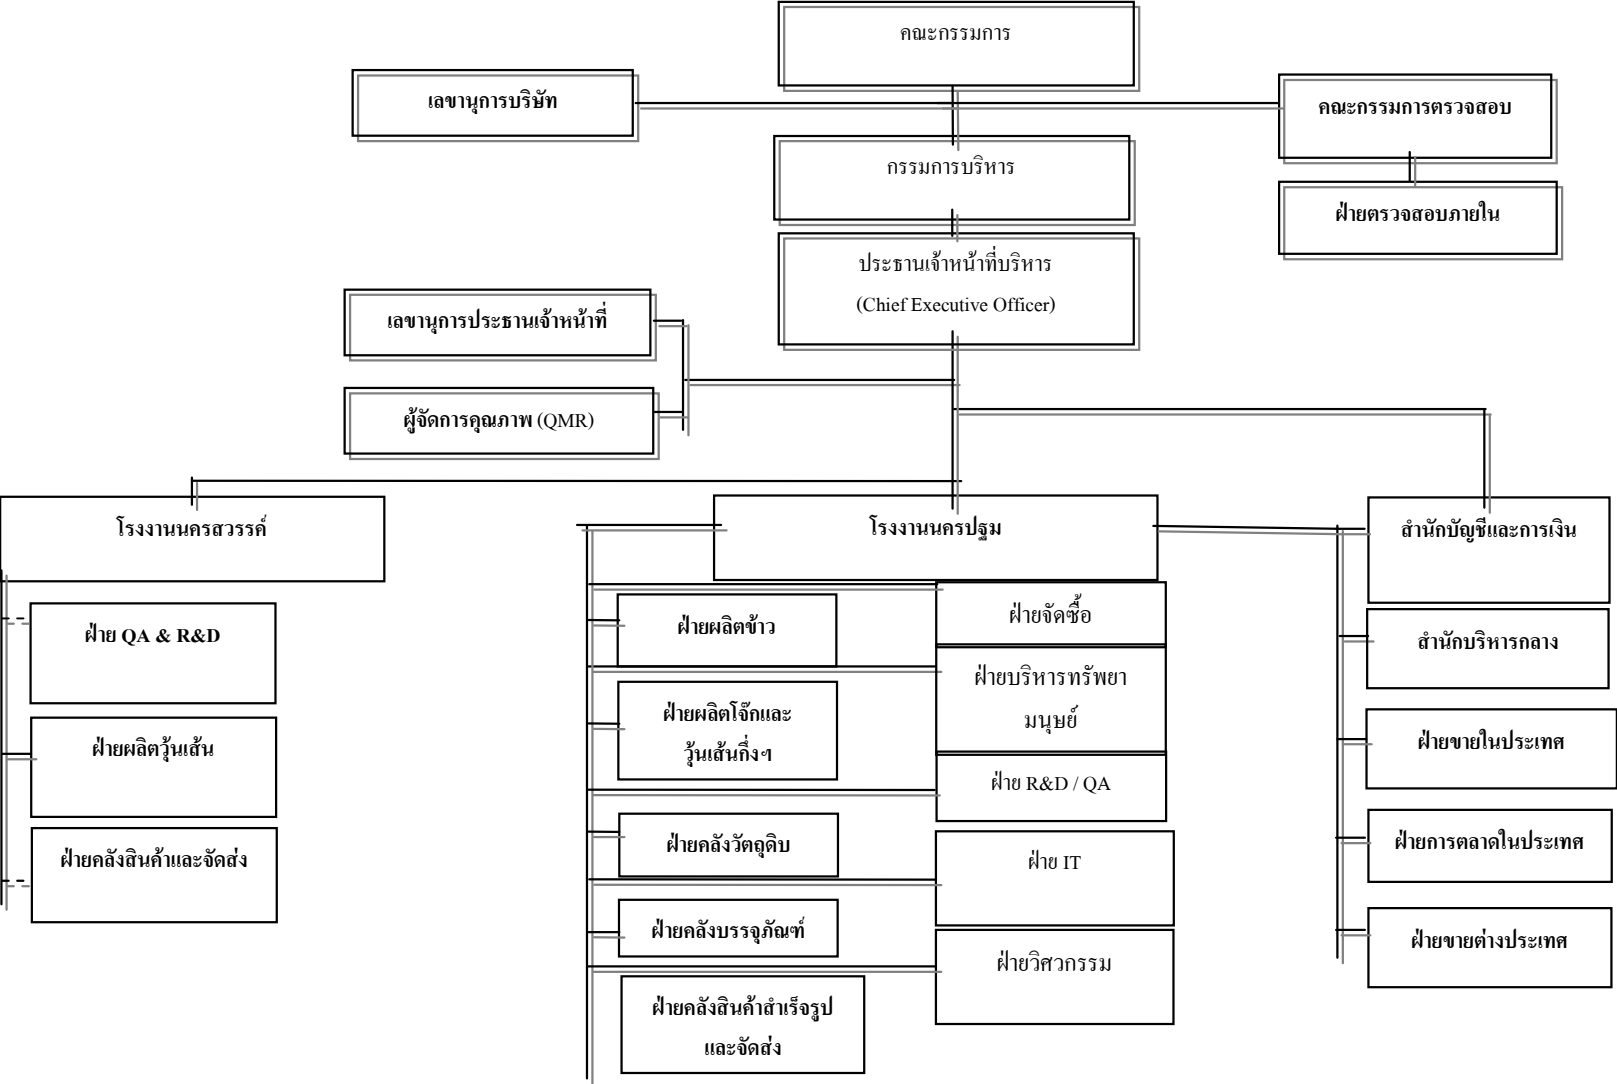 คณะกรรมการ
เลขานุการบริษัท
คณะกรรมการตรวจสอบ
กรรมการบริหาร
ฝ่ายตรวจสอบภายใน
ประธานเจ้าหน้าที่บริหาร
(Chief Executive Officer)
เลขานุการประธานเจ้าหน้าที่
ผู้จัดการคุณภาพ (QMR)
โรงงานนครสวรรค์
โรงงานนครปฐม
สำนักบัญชีและการเงิน
ฝ่าย QA & R&D
ฝ่ายผลิตวุ้นเส้น
ฝ่ายคลังสินค้าและจัดส่ง
ฝ่ายผลิตข้าว
ฝ่ายผลิตโจ๊กและ
วุ้นเส้นกึ่งฯ
ฝ่ายคลังวัตถุดิบ
ฝ่ายคลังบรรจุภัณฑ์
ฝ่ายคลังสินค้าสำเร็จรูป
และจัดส่ง
ฝ่ายจัดซื้อ
ฝ่ายบริหารทรัพยา
มนุษย์
ฝ่าย R&D / QA
ฝ่าย IT
ฝ่ายวิศวกรรม
สำนักบริหารกลาง
ฝ่ายขายในประเทศ
ฝ่ายการตลาดในประเทศ
ฝ่ายขายต่างประเทศ